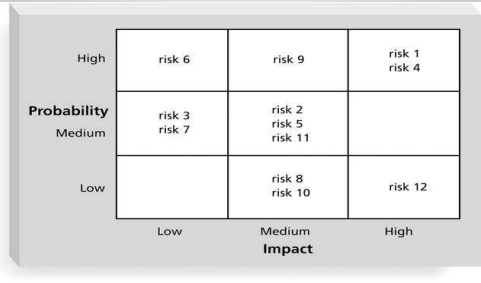 High
risk 6
risk 9
risk 1
risk 4
Probability
Medium
risk 3
risk 7
risk 2
risk 5
risk 11
Low
risk 8
risk 10
risk 12
Low
Medium
High
Impact